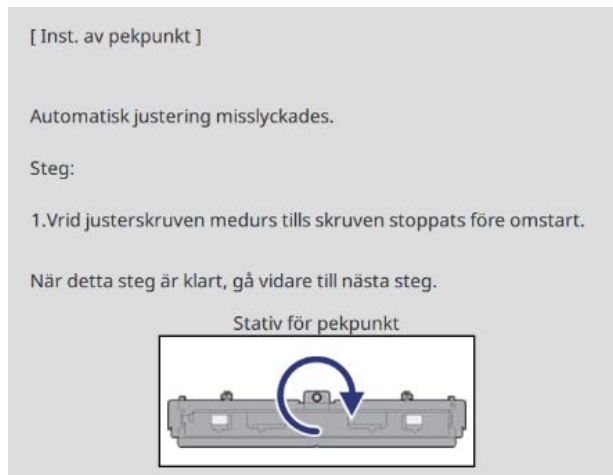 [ Inst. av pekpunkt ]
Automatisk justering misslyckades.
Steg:
1.Vrid justerskruven medurs tills skruven stoppats före omstart.
När detta steg är klart, gå vidare till nästa steg.
Stativ för pekpunkt